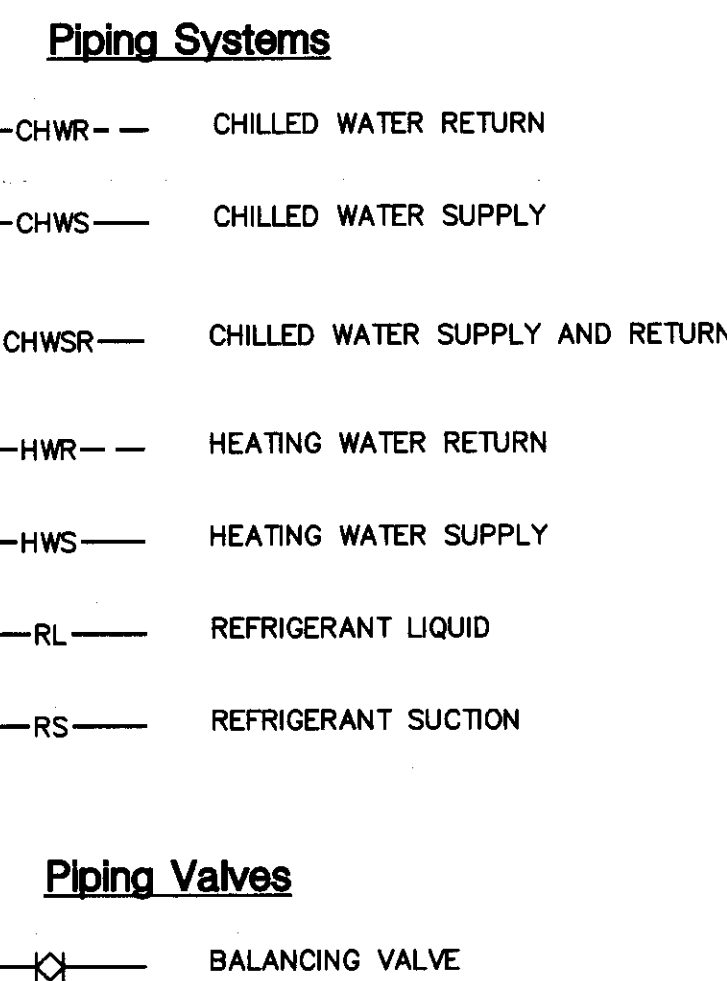 Piping Systems
CHWR CHILLED WATER RETURN
CHWS CHILLED WATER SUPPLY
CHWSR CHILLED WATER SUPPLY AND RETURN
HWR HEATING WATER RETURN
HWS HEATING WATER SUPPLY
RL REFRIGERANT LIQUID
RS REFRIGERANT SUCTION
Piping Valves
BALANCING VALVE